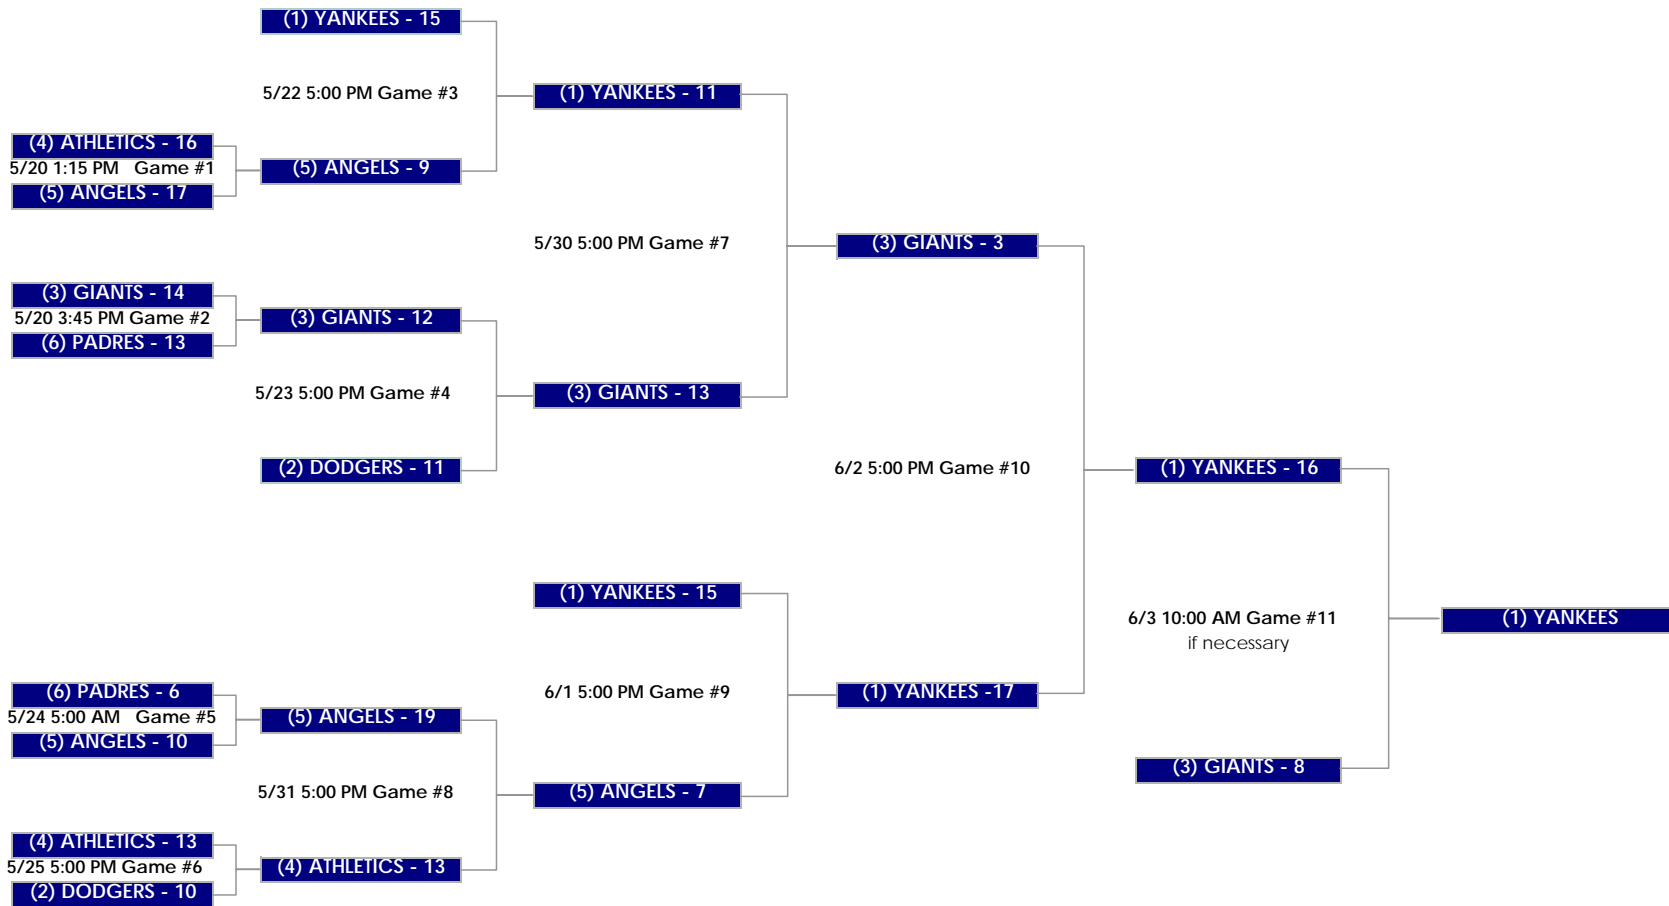 (1) YANKEES - 15
5/22 5:00 PM Game #3
(1) YANKEES - 11
(4) ATHLETICS - 16
5/20 1:15 PM Game #1
(5) ANGELS - 17
(5) ANGELS - 9
5/30 5:00 PM Game #7
(3) GIANTS - 3
(3) GIANTS - 14
5/20 3:45 PM Game #2
(6) PADRES - 13
(3) GIANTS - 12
5/23 5:00 PM Game #4
(3) GIANTS - 13
(2) DODGERS - 11
6/2 5:00 PM Game #10
(1) YANKEES - 16
(1) YANKEES - 15
6/3 10:00 AM Game #11
if necessary
(1) YANKEES
(6) PADRES - 6
5/24 5:00 AM Game #5
(5) ANGELS - 10
(5) ANGELS - 19
6/1 5:00 PM Game #9
(1) YANKEES -17
5/31 5:00 PM Game #8
(5) ANGELS - 7
(3) GIANTS - 8
(4) ATHLETICS - 13
5/25 5:00 PM Game #6
(2) DODGERS - 10
(4) ATHLETICS - 13